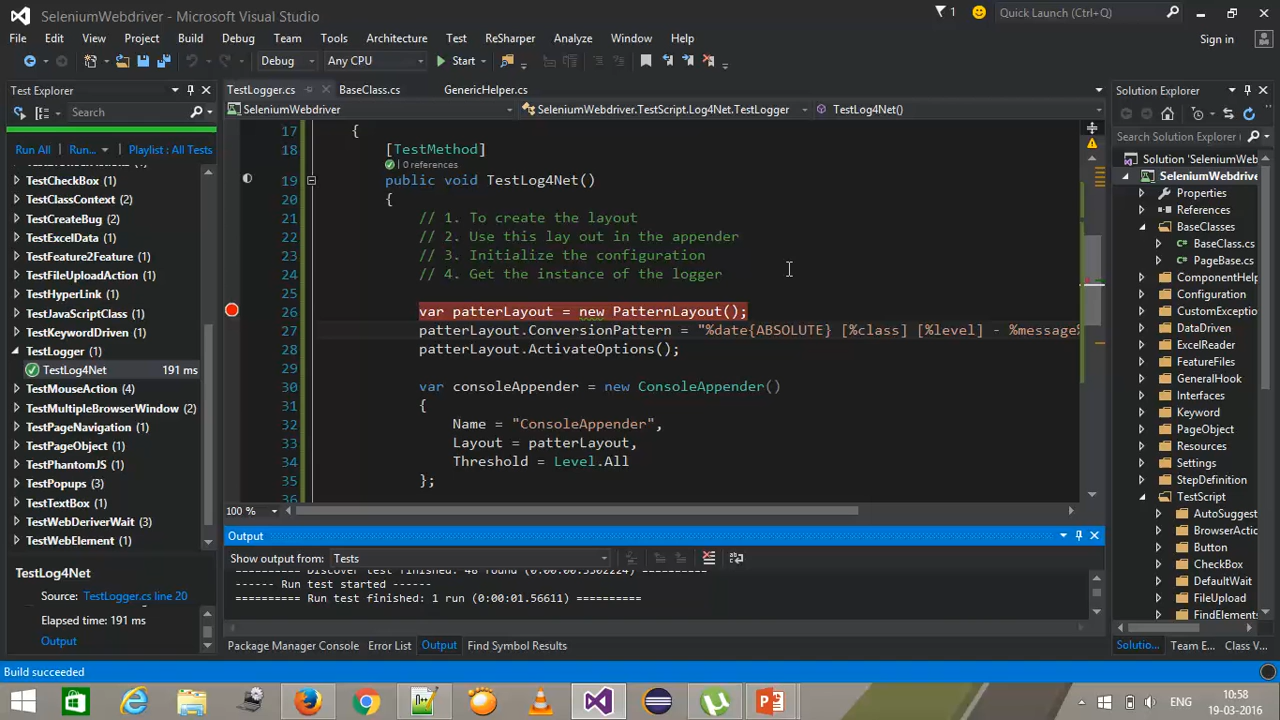 SeleniumWebdriver - Microsoft Visual Studio
1
Quick Launch (Ctrl+Q)
File Edit View Project Build Debug Team Tools Architecture Test ReSharper Analyze Window Help
Sign in
Debug Any CPU Start
Test Explorer
Search
Run All Run... Playlist : All Tests
TestCheckBox (1)
TestClassContext (2)
TestCreateBug (2)
TestExcelData (2)
TestFeature2Feature (1)
TestFileUploadAction (1)
TestHyperLink (1)
TestJavaScriptClass (1)
TestKeywordDriven (1)
TestLogger (1)
TestLog4Net 191 ms
TestMouseAction (4)
TestMultipleBrowserWindow (2)
TestPageNavigation (1)
TestPageObject (1)
TestPhantomJS (1)
TestPopups (3)
TestTextBox (1)
TestWebDeriverWait (3)
TestWebElement (1)
TestLog4Net
Source: TestLogger.cs line 20
Elapsed time: 191 ms
Output
TestLogger.cs BaseClass.cs GenericHelper.cs
SeleniumWebdriver SeleniumWebdriver.TestScript.Log4Net.TestLogger TestLog4Net()
17 {
18 [TestMethod]
0 references
19 public void TestLog4Net()
20 {
21 // 1. To create the layout
22 // 2. Use this lay out in the appender
23 // 3. Initialize the configuration
24 // 4. Get the instance of the logger
25
26 var patterLayout = new PatternLayout();
27 patterLayout.ConversionPattern = "%date{ABSOLUTE} [%class] [%level] - %message%
28 patterLayout.ActivateOptions();
29
30 var consoleAppender = new ConsoleAppender()
31 {
32 Name = "ConsoleAppender",
33 Layout = patterLayout,
34 Threshold = Level.All
35 };
36
100 %
Output
Show output from: Tests
========== Discover test finished: 48 found (0:00:00.3302224) ==========
------ Run test started ------
========== Run test finished: 1 run (0:00:01.56611) ==========
Package Manager Console Error List Output Find Symbol Results
Solution Explorer
Search Solution Explorer
Solution 'SeleniumWeb
SeleniumWebdrive
Properties
References
BaseClasses
BaseClass.cs
PageBase.cs
ComponentHelp
Configuration
CustomExceptio
DataDriven
ExcelReader
FeatureFiles
GeneralHook
Interfaces
Keyword
PageObject
Resources
Settings
StepDefinition
TestScript
AutoSuggest
BrowserActic
Button
CheckBox
DefaultWait
FileUpload
FindElement
Solutio... Team E... Class V...
Build succeeded
ENG
10:58
19-03-2016